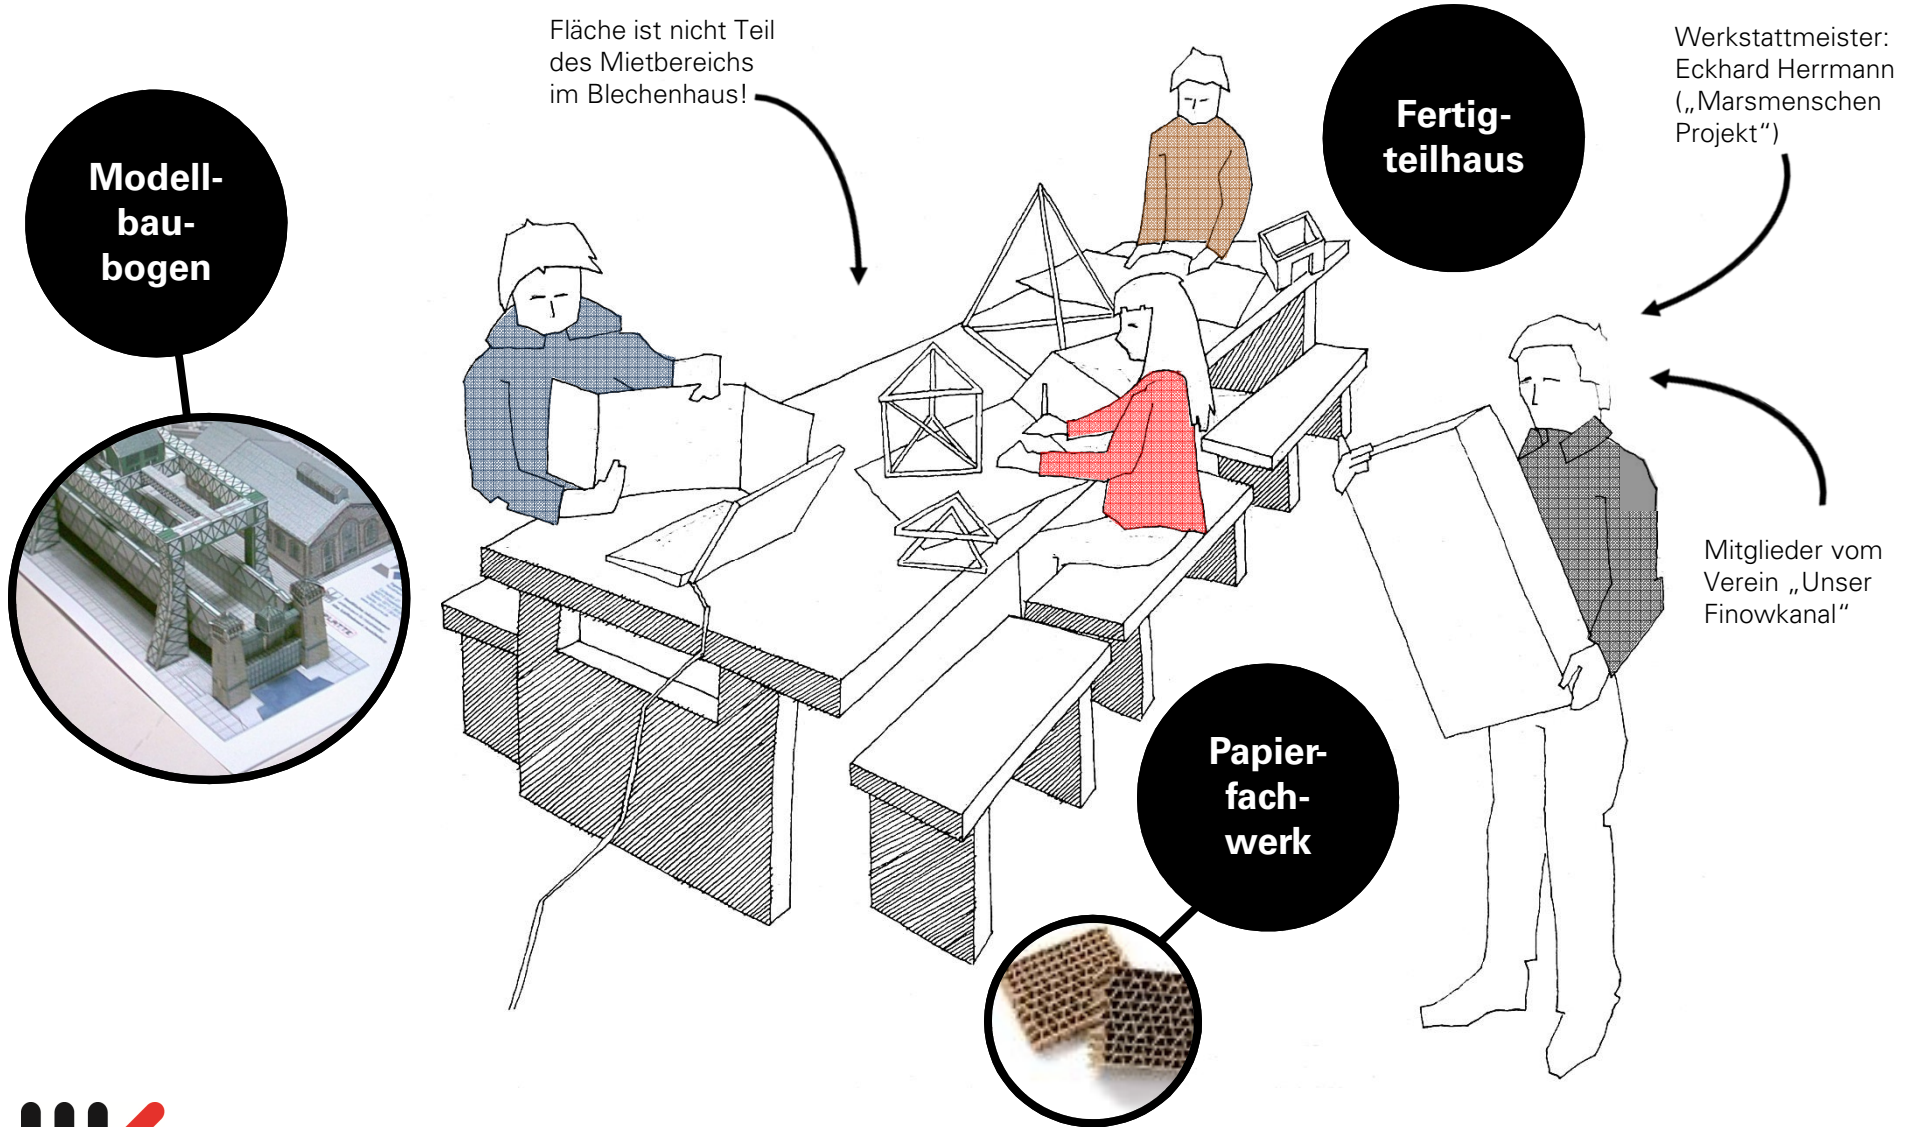 Fläche ist nicht Teil
des Mietbereichs
im Blechenhaus!
Werkstattmeister:
Eckhard Herrmann
(„Marsmenschen
Projekt“)
Fertig-
teilhaus
Modell-
bau-
bogen
Mitglieder vom
Verein „Unser
Finowkanal“
Papier-
fach-
werk